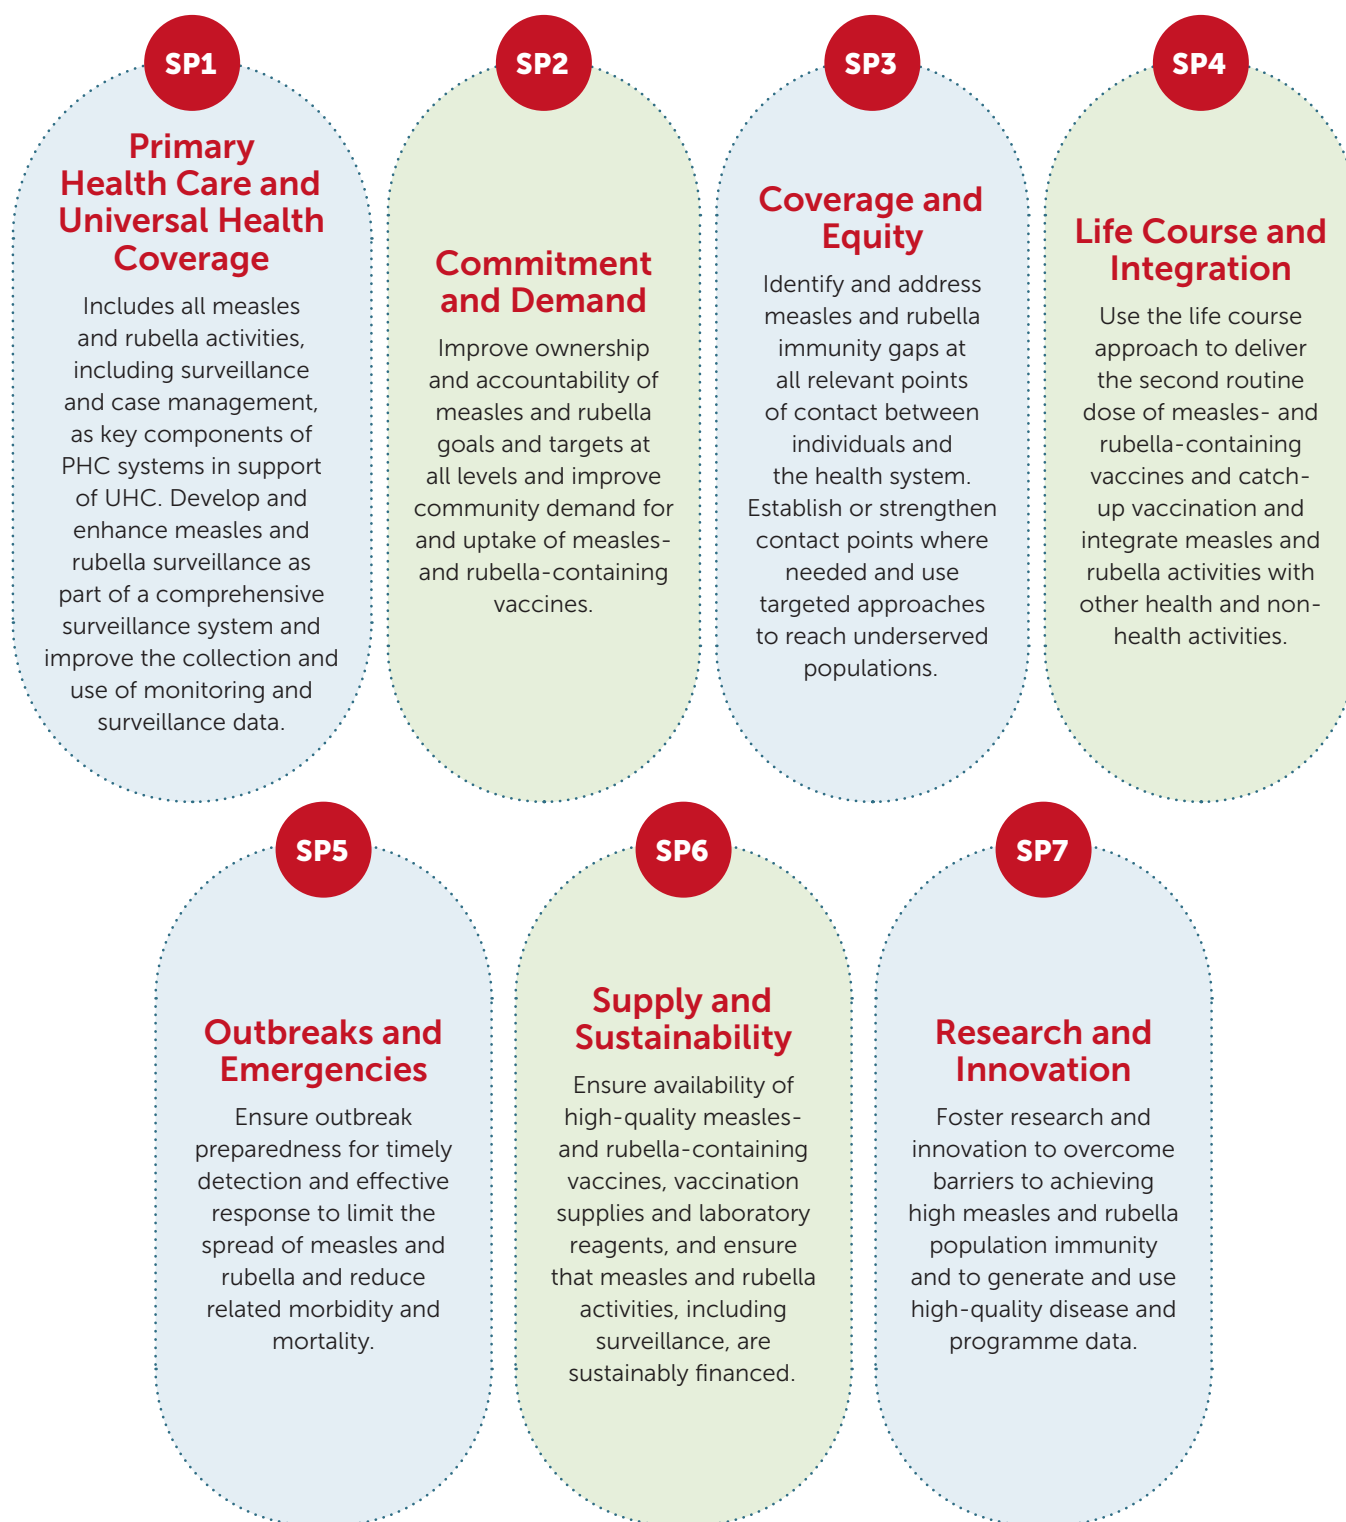 SP1
Primary
Health Care and
Universal Health
Coverage
Includes all measles
and rubella activities,
including surveillance
and case management,
as key components of
PHC systems in support
of UHC. Develop and
enhance measles and
rubella surveillance as
part of a comprehensive
surveillance system and
improve the collection and
use of monitoring and
surveillance data.
SP2
Commitment
and Demand
Improve ownership
and accountability of
measles and rubella
goals and targets at
all levels and improve
community demand for
and uptake of measles-
and rubella-containing
vaccines.
SP3
Coverage and
Equity
Identify and address
measles and rubella
immunity gaps at
all relevant points
of contact between
individuals and
the health system.
Establish or strengthen
contact points where
needed and use
targeted approaches
to reach underserved
populations.
SP4
Life Course and
Integration
Use the life course
approach to deliver
the second routine
dose of measles- and
rubella-containing
vaccines and catch-
up vaccination and
integrate measles and
rubella activities with
other health and non-
health activities.
SP5
Outbreaks and
Emergencies
Ensure outbreak
preparedness for timely
detection and effective
response to limit the
spread of measles and
rubella and reduce
related morbidity and
mortality.
SP6
Supply and
Sustainability
Ensure availability of
high-quality measles-
and rubella-containing
vaccines, vaccination
supplies and laboratory
reagents, and ensure
that measles and rubella
activities, including
surveillance, are
sustainably financed.
SP7
Research and
Innovation
Foster research and
innovation to overcome
barriers to achieving
high measles and rubella
population immunity
and to generate and use
high-quality disease and
programme data.